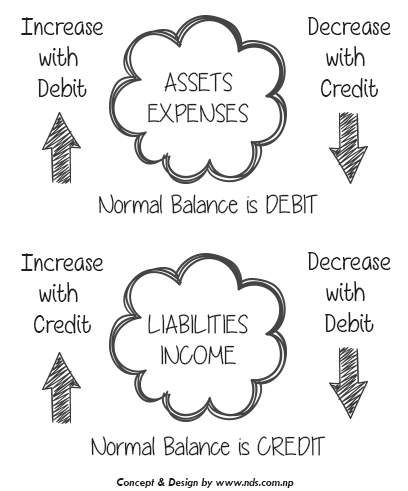 Increase
with
Debit
ASSETS
EXPENSES
Decrease
with
Credit
Normal Balance is DEBIT
Increase
with
Credit
LIABILITIES
INCOME
Decrease
with
Debit
Normal Balance is CREDIT
Concept & Design by www.nds.com.np